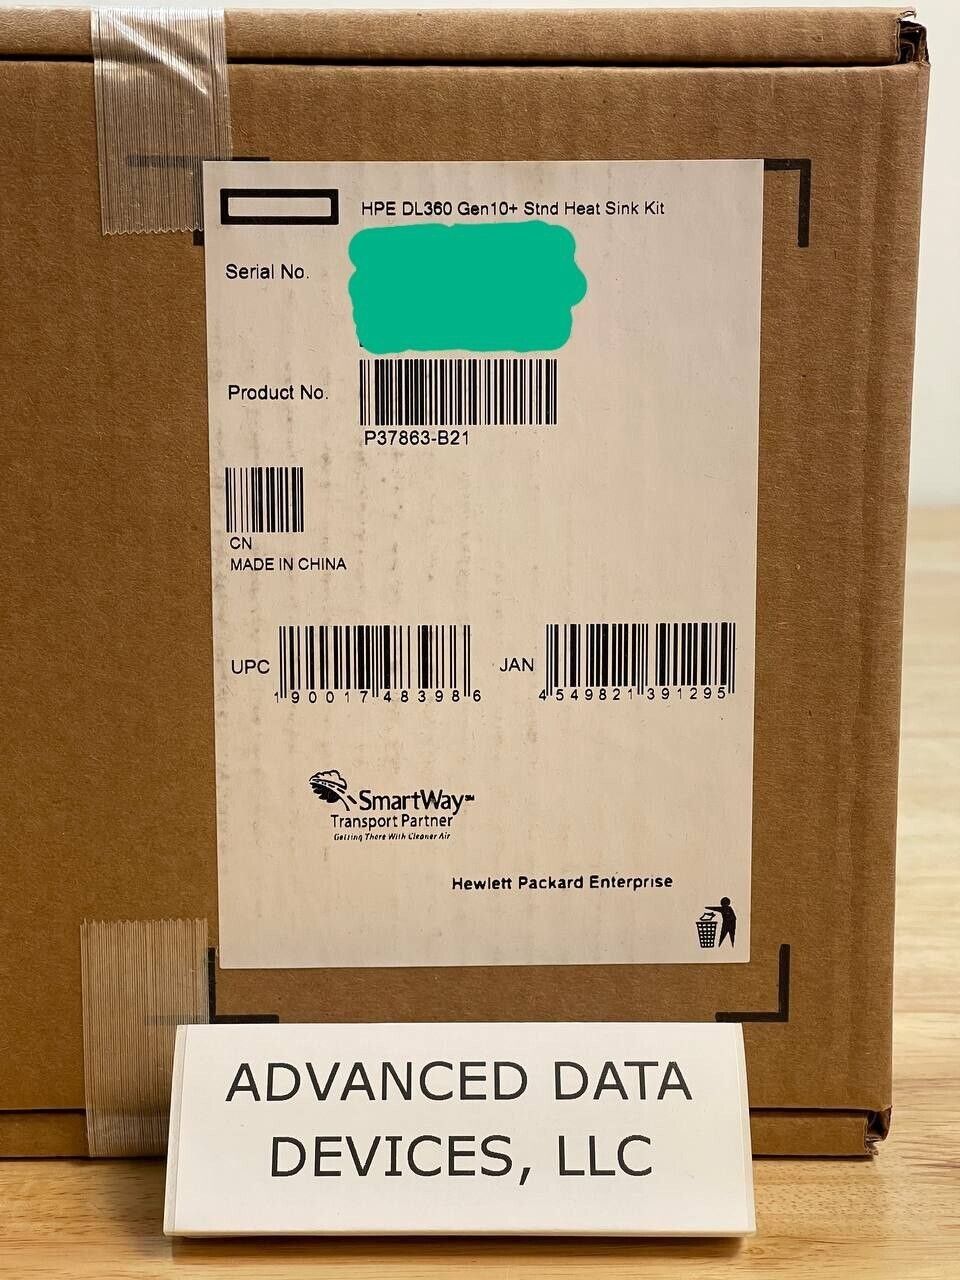 HPE DL360 Gen10+ Stnd Heat Sink Kit
Serial No.
Product No.
P37863-B21
CN
MADE IN CHINA
UPC
190017483986
JAN
4549821391295
SmartWay℠
Transport Partner
Getting There With Cleaner Air
Hewlett Packard Enterprise
ADVANCED DATA
DEVICES, LLC